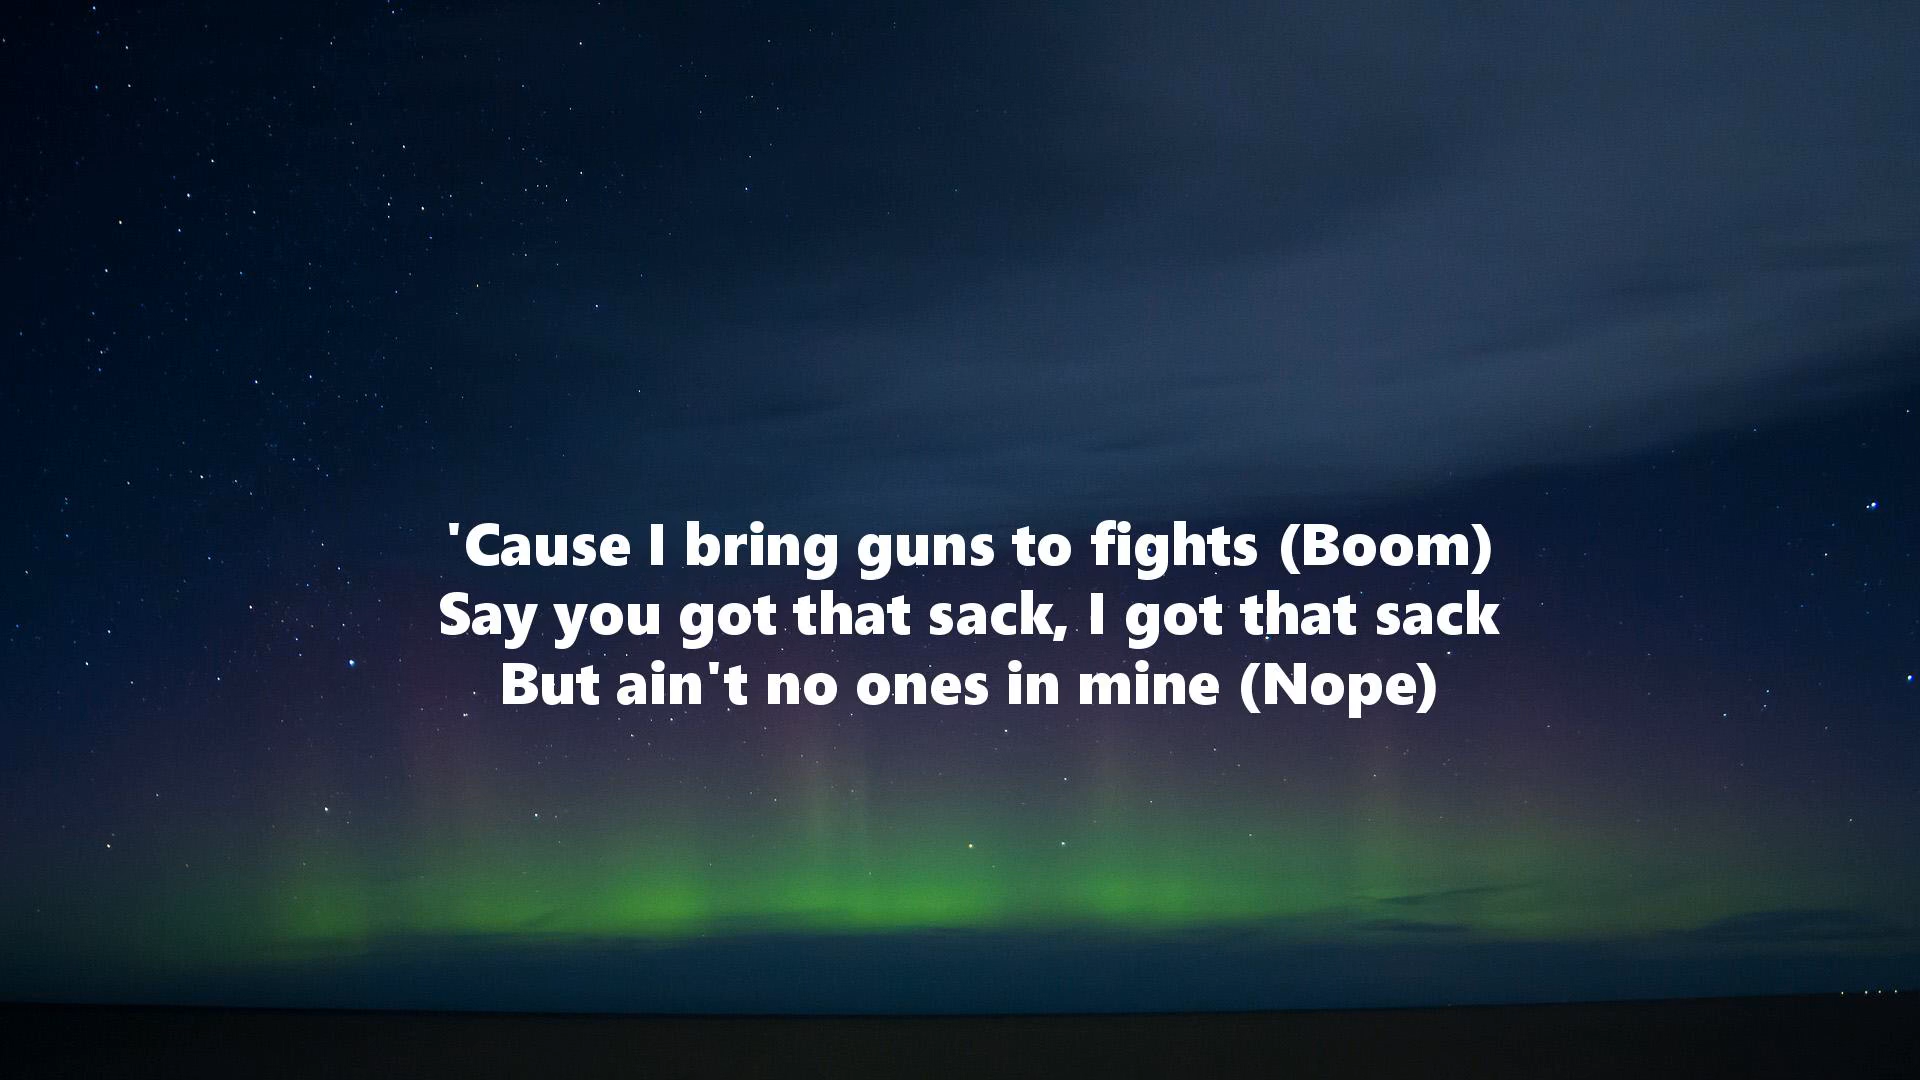 'Cause I bring guns to fights (Boom)
Say you got that sack, I got that sack
But ain't no ones in mine (Nope)